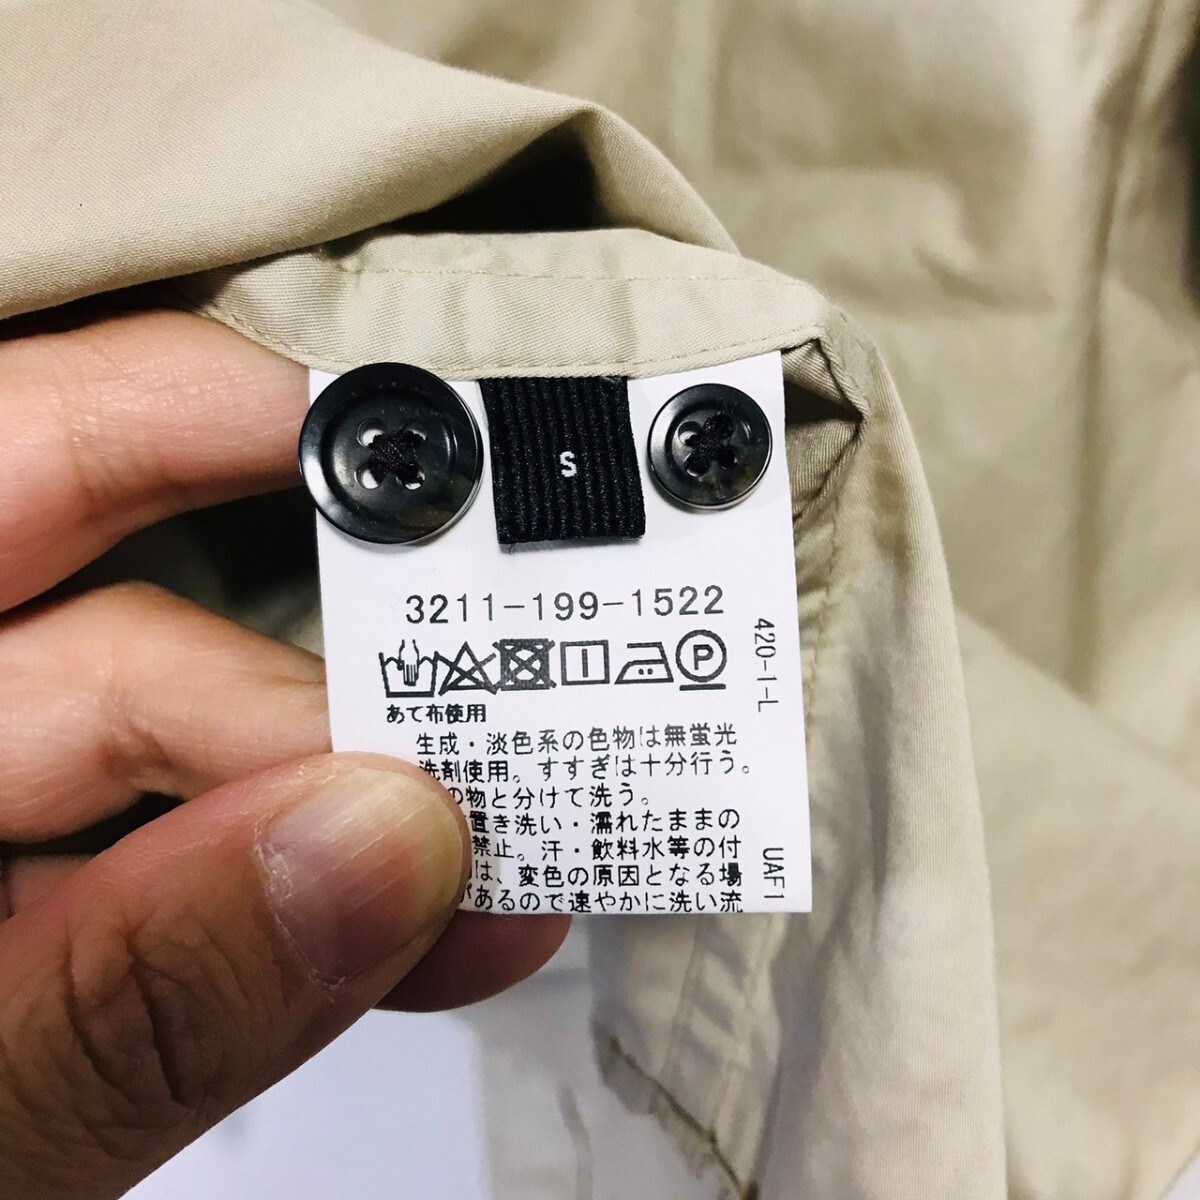 S
3211-199-1522
P
あて布使用
生成・淡色系の色物は無蛍光
洗剤使用。すすぎは十分行う。
の物と分けて洗う。
置き洗い・濡れたままの
禁止。汗・飲料水等の付
は、変色の原因となる場
があるので速やかに洗い流
420-1-L
UAF1